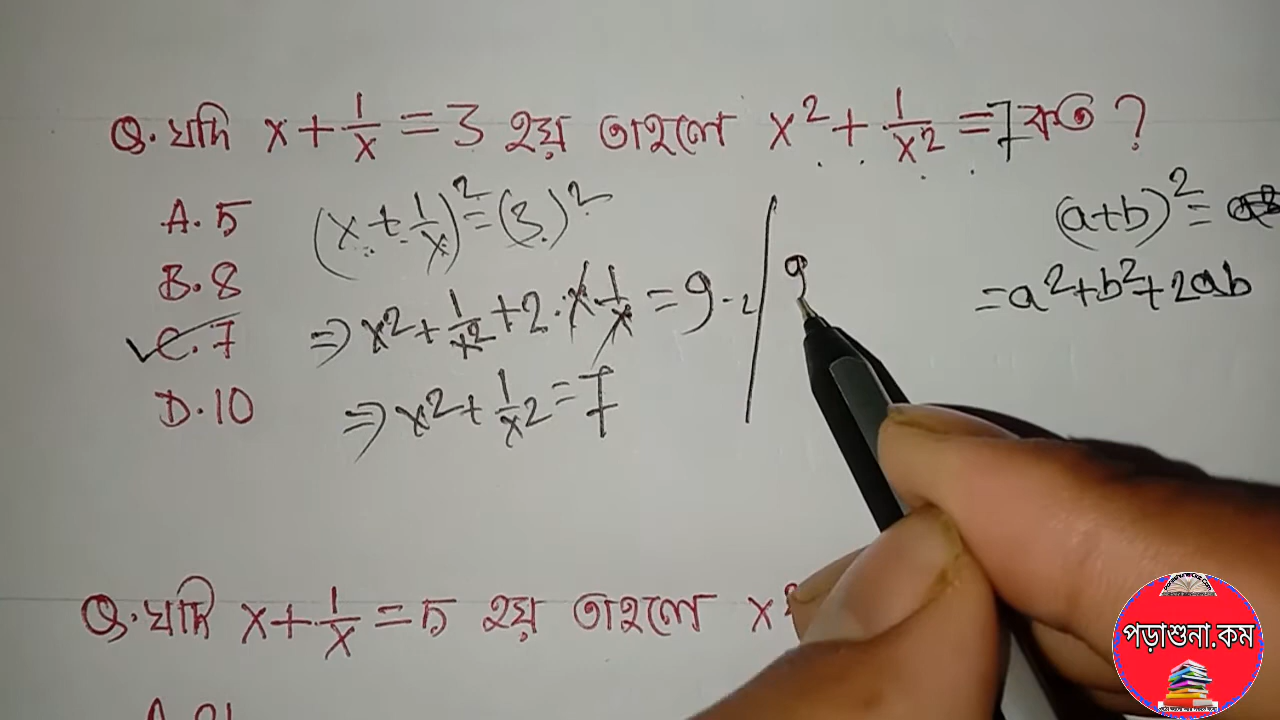 Q. যদি x + 1/x = 3 হয় তাহলে x² + 1/x² = 7 কত ?
A. 5
B. 8
C. 7
D. 10
(x + 1/x)² = (3)²
⇒ x² + 1/x² + 2 · x · 1/x = 9 - 2
⇒ x² + 1/x² = 7
9
(a+b)² =
= a² + b² + 2ab
Q. যদি x + 1/x = 5 হয় তাহলে x²
A.
পড়াশুনা.কম